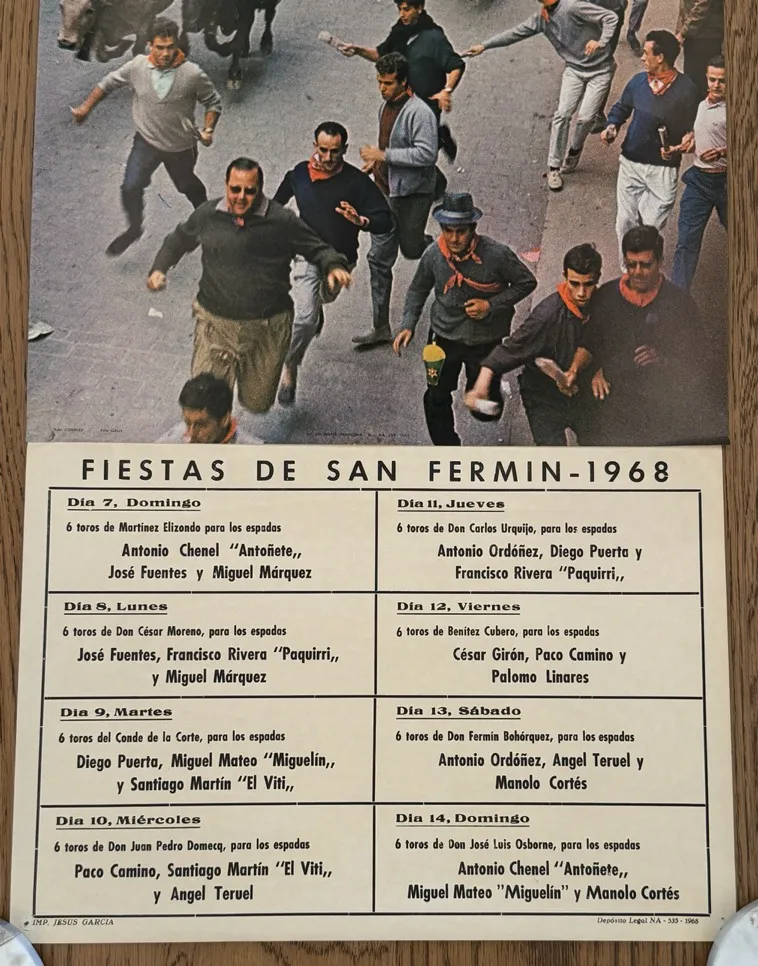 FIESTAS DE SAN FERMIN-1968
Día 7, Domingo
6 toros de Martínez Elizondo para los espadas
Antonio Chenel “Antoñete„
José Fuentes y Miguel Márquez
Día 8, Lunes
6 toros de Don César Moreno, para los espadas
José Fuentes, Francisco Rivera “Paquirri„
y Miguel Márquez
Dia 9, Martes
6 toros del Conde de la Corte, para los espadas
Diego Puerta, Miguel Mateo “Miguelín„
y Santiago Martín “El Viti„
Dia 10, Miércoles
6 toros de Don Juan Pedro Domecq, para los espadas
Paco Camino, Santiago Martín “El Viti„
y Angel Teruel
Día 11, Jueves
6 toros de Don Carlos Urquijo, para los espadas
Antonio Ordóñez, Diego Puerta y
Francisco Rivera “Paquirri„
Dia 12, Viernes
6 toros de Benítez Cubero, para los espadas
César Girón, Paco Camino y
Palomo Linares
Dia 13, Sábado
6 toros de Don Fermín Bohórquez, para los espadas
Antonio Ordóñez, Angel Teruel y
Manolo Cortés
Dia 14, Domingo
6 toros de Don José Luis Osborne, para los espadas
Antonio Chenel “Antoñete„
Miguel Mateo "Miguelín" y Manolo Cortés
IMP. JESUS GARCIA
Depósito Legal NA - 535 - 1968